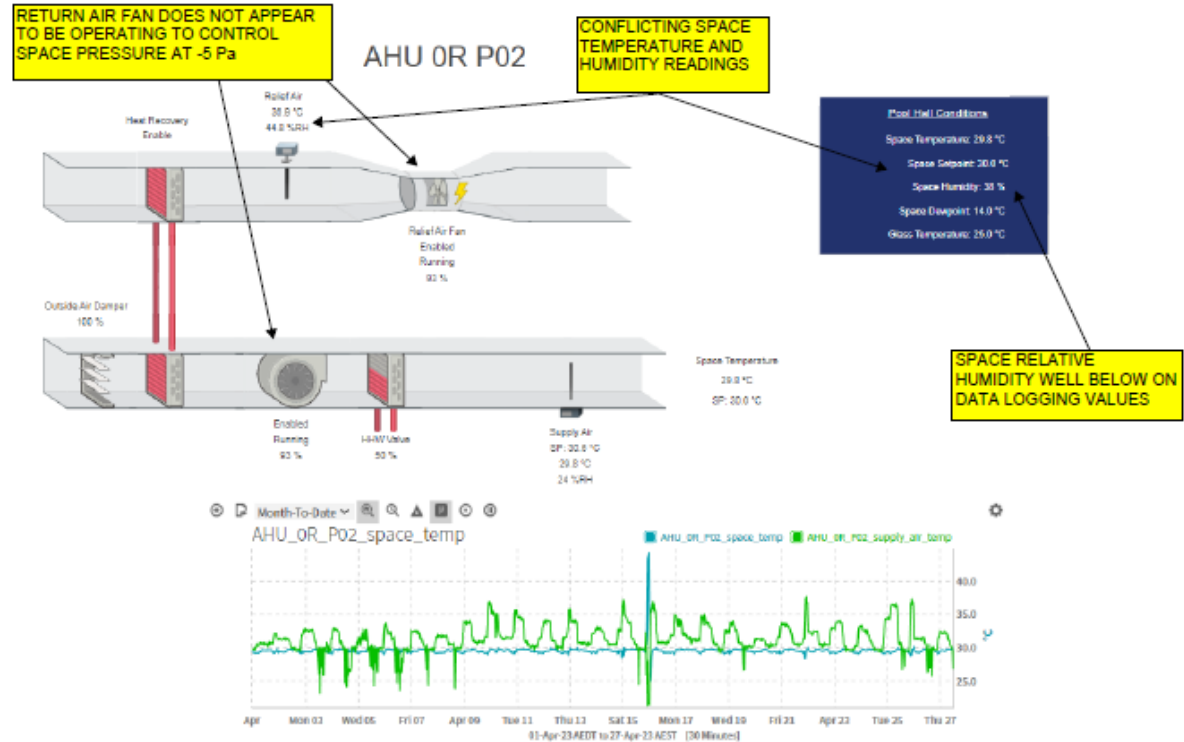 RETURN AIR FAN DOES NOT APPEAR
TO BE OPERATING TO CONTROL
SPACE PRESSURE AT -5 Pa
AHU 0R P02
CONFLICTING SPACE
TEMPERATURE AND
HUMIDITY READINGS
Relief Air
°C
%RH
Heat Recovery
Enable
Pool Hall Conditions
Space Temperature: 29.8 °C
Space Setpoint: 30.0 °C
Space Humidity: 38 %
Space Dewpoint: 14.0 °C
Glass Temperature: 25.0 °C
Relief Air Fan
Enabled
Running
93 %
Outside Air Damper
100 %
Space Temperature
29.8 °C
SP: 30.0 °C
SPACE RELATIVE
HUMIDITY WELL BELOW ON
DATA LOGGING VALUES
Enabled
Running
93 %
HHW Valve
50 %
Supply Air
SP: °C
29.8 °C
24 %RH
Month-To-Date
AHU_0R_P02_space_temp
AHU_0R_P02_space_temp
AHU_0R_P02_supply_air_temp
40.0
35.0
30.0
25.0
°C
Apr
Mon 03
Wed 05
Fri 07
Apr 09
Tue 11
Thu 13
Sat 15
Mon 17
Wed 19
Fri 21
Apr 23
Tue 25
Thu 27
01-Apr-23 AEDT to 27-Apr-23 AEST [30 Minutes]